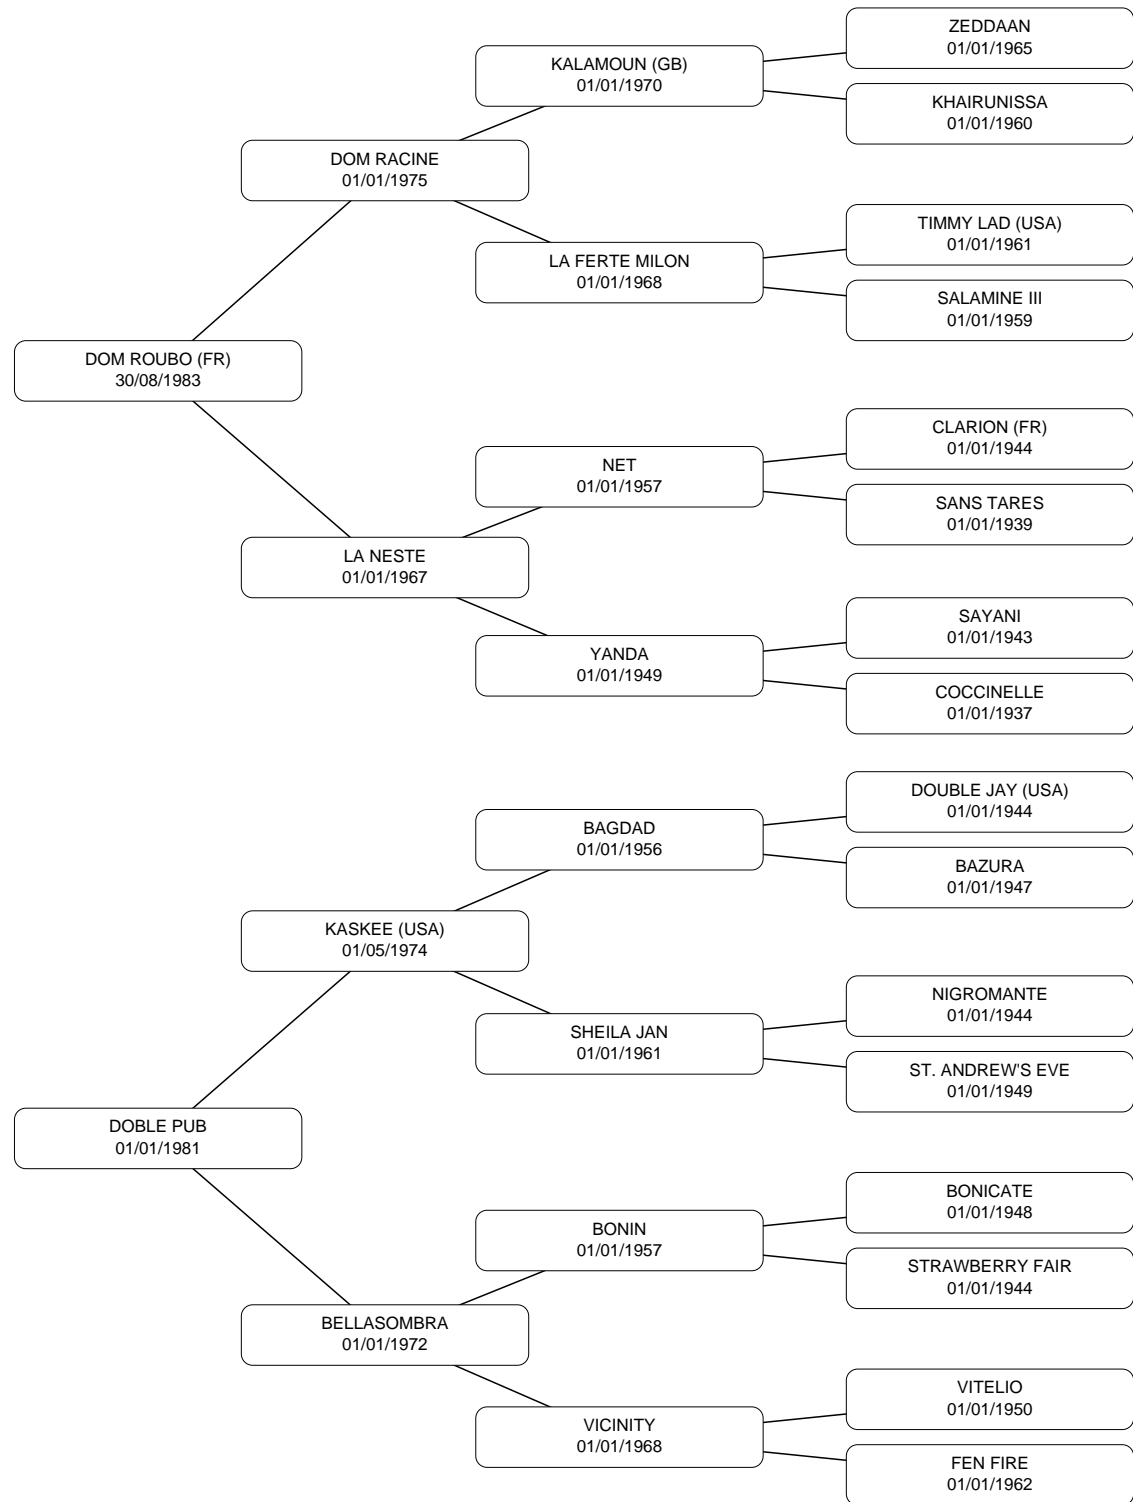 ZEDDAAN
01/01/1965
KALAMOUN (GB)
01/01/1970
KHAIRUNISSA
01/01/1960
DOM RACINE
01/01/1975
TIMMY LAD (USA)
01/01/1961
LA FERTE MILON
01/01/1968
SALAMINE III
01/01/1959
DOM ROUBO (FR)
30/08/1983
CLARION (FR)
01/01/1944
NET
01/01/1957
SANS TARES
01/01/1939
LA NESTE
01/01/1967
SAYANI
01/01/1943
YANDA
01/01/1949
COCCINELLE
01/01/1937
DOUBLE JAY (USA)
01/01/1944
BAGDAD
01/01/1956
BAZURA
01/01/1947
KASKEE (USA)
01/05/1974
NIGROMANTE
01/01/1944
SHEILA JAN
01/01/1961
ST. ANDREW'S EVE
01/01/1949
DOBLE PUB
01/01/1981
BONICATE
01/01/1948
BONIN
01/01/1957
STRAWBERRY FAIR
01/01/1944
BELLASOMBRA
01/01/1972
VITELIO
01/01/1950
VICINITY
01/01/1968
FEN FIRE
01/01/1962